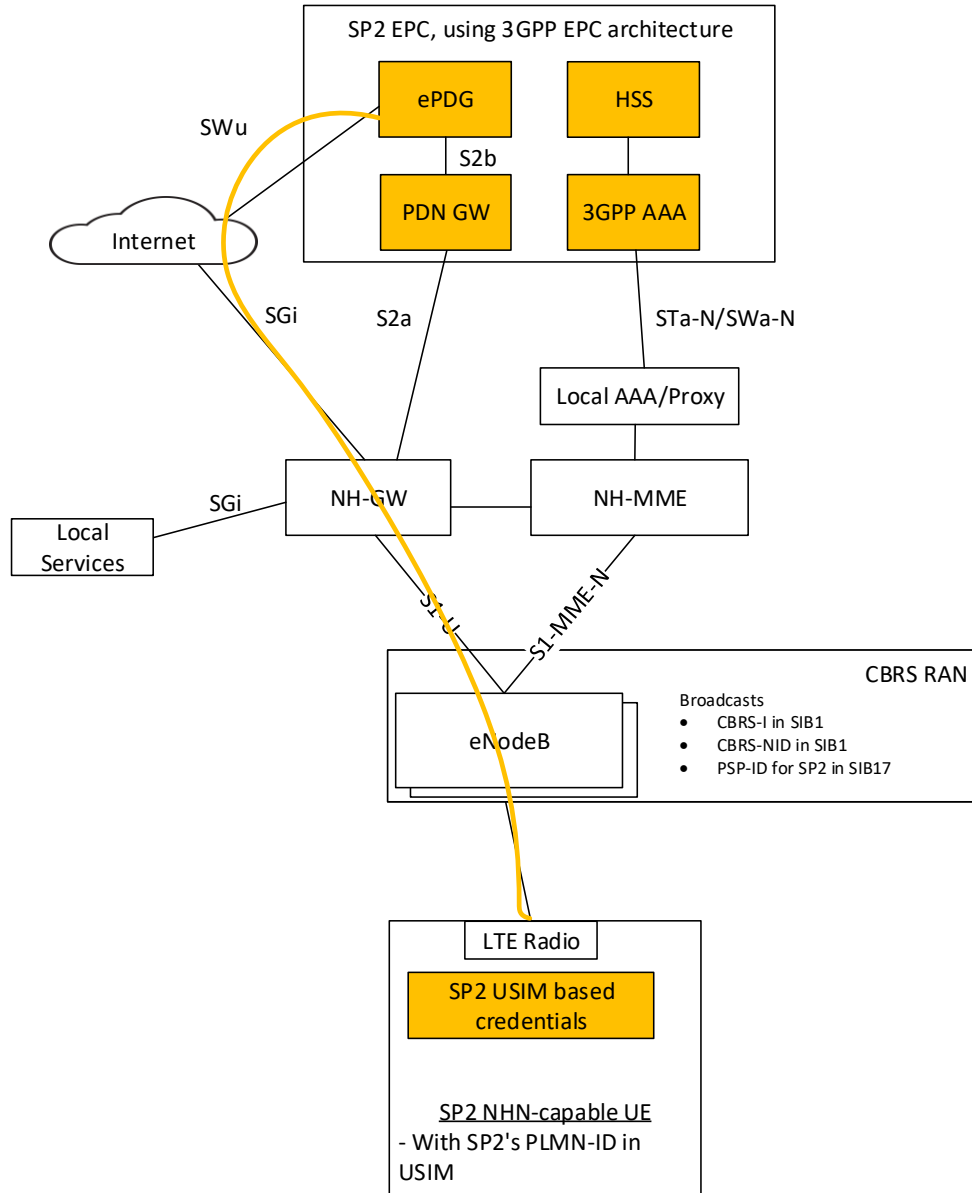 SP2 EPC, using 3GPP EPC architecture
ePDG
HSS
SWu
S2b
PDN GW
3GPP AAA
Internet
SGi
S2a
STa-N/SWa-N
Local AAA/Proxy
NH-GW
NH-MME
SGi
Local
Services
S1-U
S1-MME-N
CBRS RAN
Broadcasts
• CBRS-I in SIB1
• CBRS-NID in SIB1
• PSP-ID for SP2 in SIB17
eNodeB
LTE Radio
SP2 USIM based
credentials
SP2 NHN-capable UE
- With SP2's PLMN-ID in
USIM